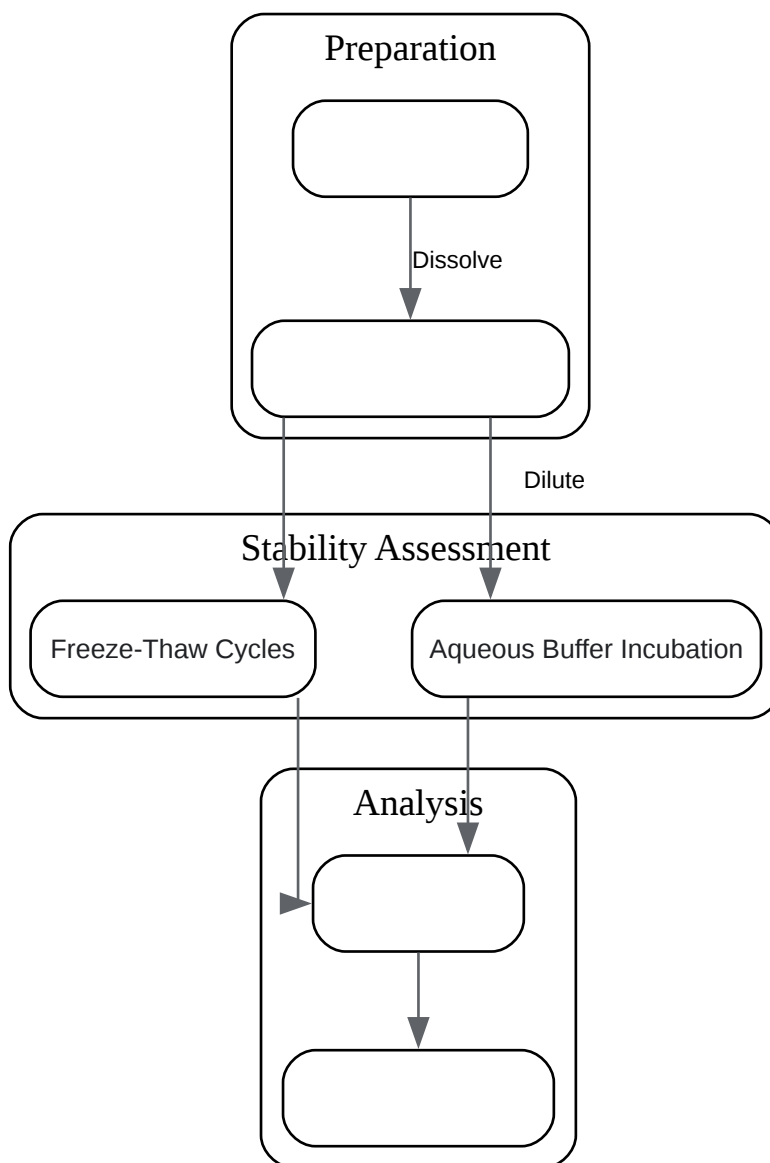 Preparation
Dissolve
Dilute
Stability Assessment
Freeze-Thaw Cycles
Aqueous Buffer Incubation
Analysis